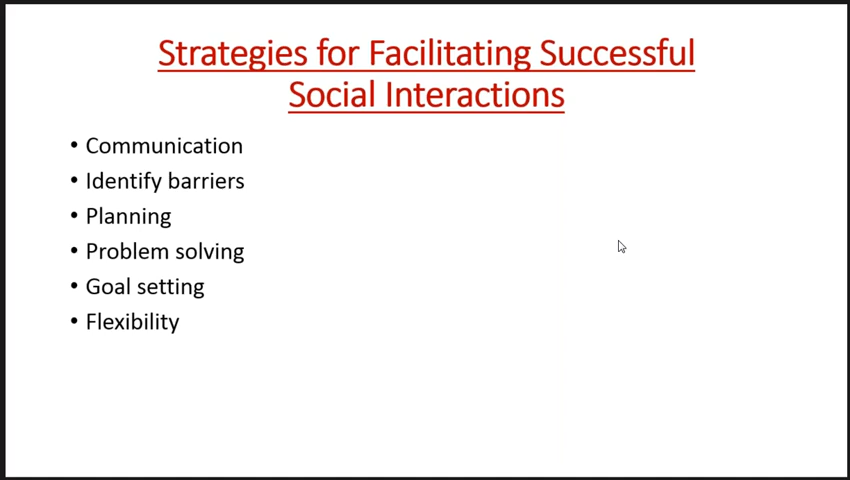 Strategies for Facilitating Successful
Social Interactions
• Communication
• Identify barriers
• Planning
• Problem solving
• Goal setting
• Flexibility